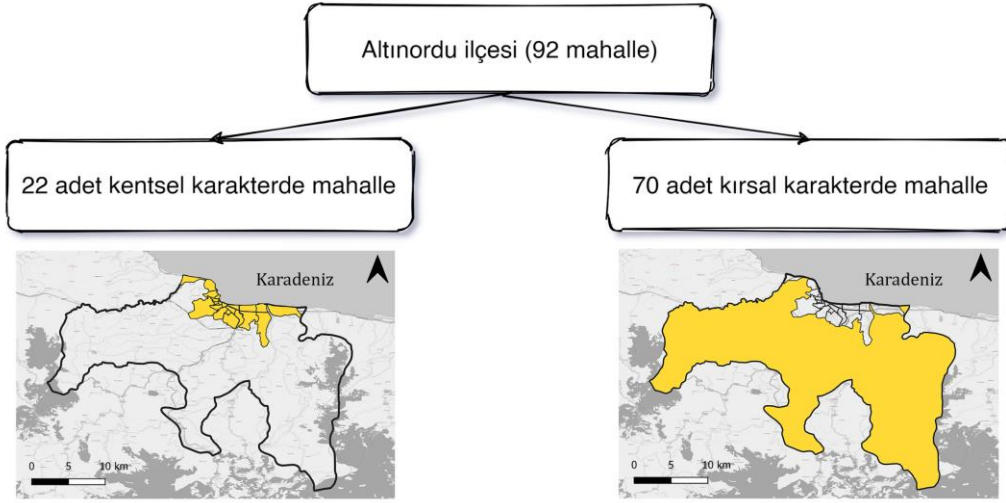 Altınordu ilçesi (92 mahalle)
22 adet kentsel karakterde mahalle
70 adet kırsal karakterde mahalle
Karadeniz
0 5 10 km
Karadeniz
0 5 10 km